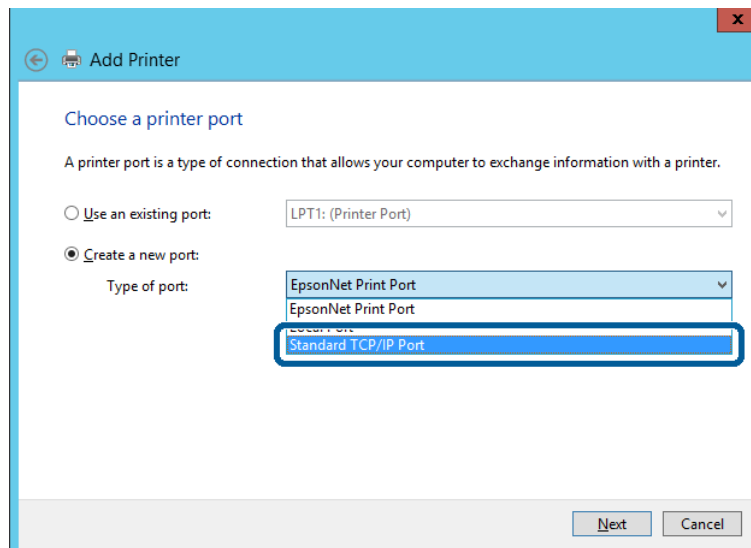 x
Add Printer
Choose a printer port
A printer port is a type of connection that allows your computer to exchange information with a printer.
Use an existing port: LPT1: (Printer Port)
Create a new port:
Type of port: EpsonNet Print Port
EpsonNet Print Port
Local Port
Standard TCP/IP Port
Next Cancel